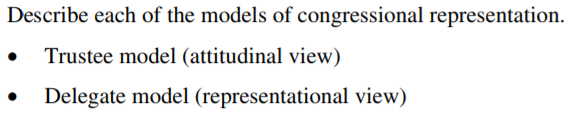 Describe each of the models of congressional representation.
• Trustee model (attitudinal view)
• Delegate model (representational view)